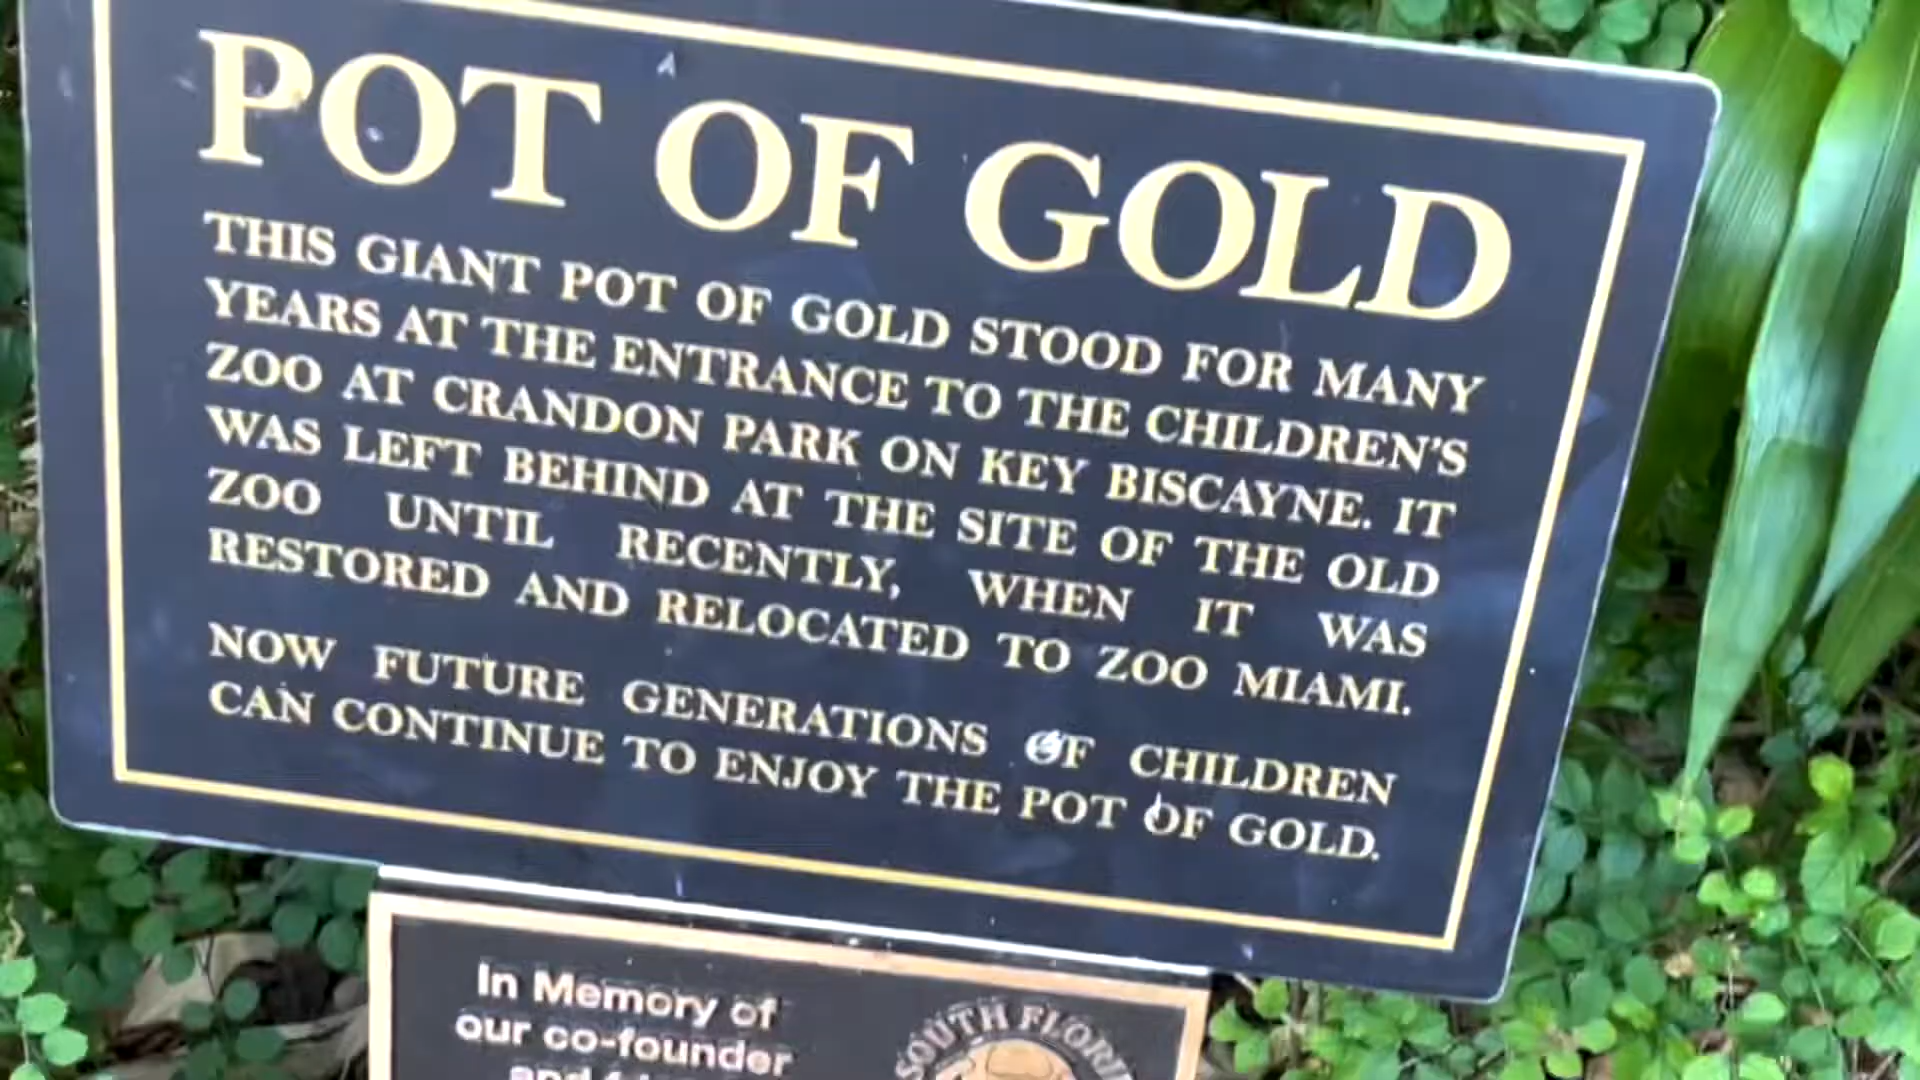 POT OF GOLD
THIS GIANT POT OF GOLD STOOD FOR MANY
YEARS AT THE ENTRANCE TO THE CHILDREN'S
ZOO AT CRANDON PARK ON KEY BISCAYNE. IT
WAS LEFT BEHIND AT THE SITE OF THE OLD
ZOO UNTIL RECENTLY, WHEN IT WAS
RESTORED AND RELOCATED TO ZOO MIAMI.
NOW FUTURE GENERATIONS OF CHILDREN
CAN CONTINUE TO ENJOY THE POT OF GOLD.
In Memory of
our co-founder
and
SOUTH